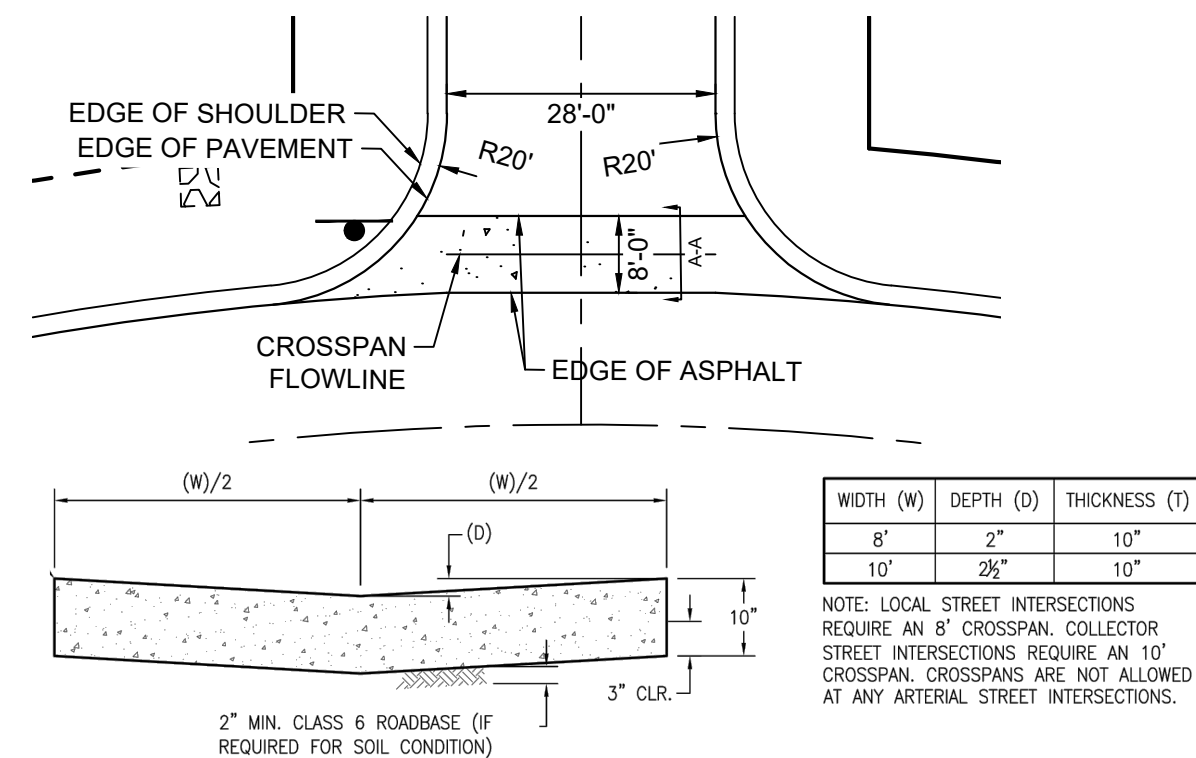 EDGE OF SHOULDER
EDGE OF PAVEMENT
28'-0"
R20'
R20'
8'-0"
A-A
CROSSPAN
FLOWLINE
EDGE OF ASPHALT
(W)/2
(W)/2
(D)
10"
3" CLR.
2" MIN. CLASS 6 ROADBASE (IF
REQUIRED FOR SOIL CONDITION)
WIDTH (W) DEPTH (D) THICKNESS (T)
8' 2" 10"
10' 2½" 10"
NOTE: LOCAL STREET INTERSECTIONS
REQUIRE AN 8' CROSSPAN. COLLECTOR
STREET INTERSECTIONS REQUIRE AN 10'
CROSSPAN. CROSSPANS ARE NOT ALLOWED
AT ANY ARTERIAL STREET INTERSECTIONS.